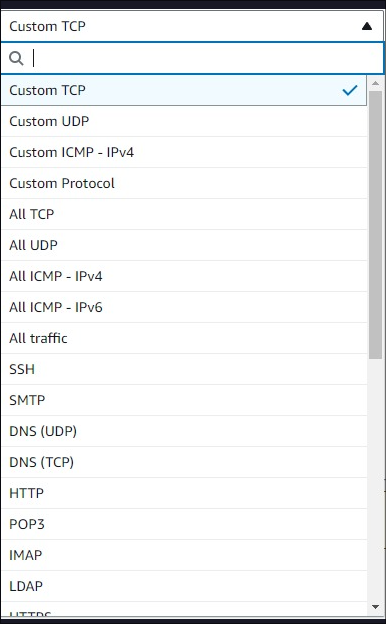 Custom TCP
Custom TCP
Custom UDP
Custom ICMP - IPv4
Custom Protocol
All TCP
All UDP
All ICMP - IPv4
All ICMP - IPv6
All traffic
SSH
SMTP
DNS (UDP)
DNS (TCP)
HTTP
POP3
IMAP
LDAP
HTTPS